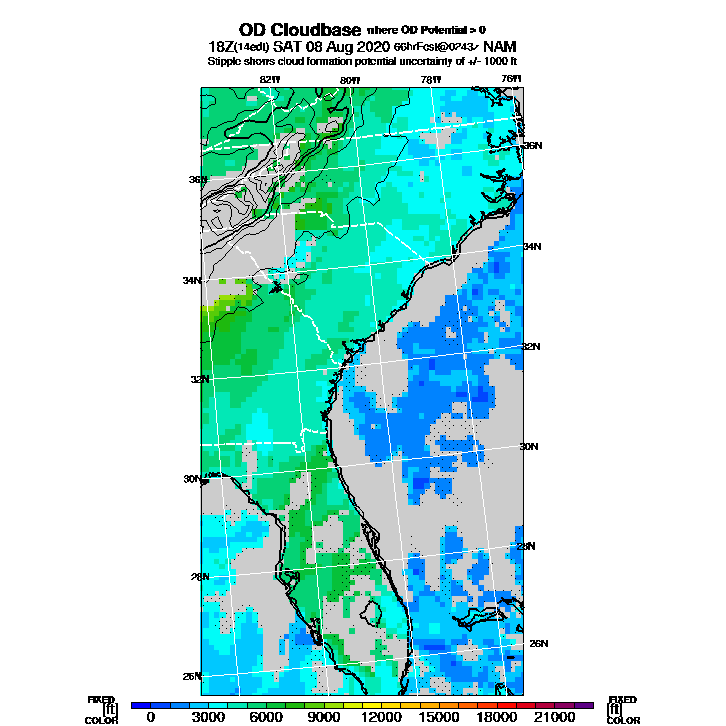 OD Cloudbase where OD Potential > 0
18Z(14edt) SAT 08 Aug 2020 66hrFcst@0243z NAM
Stipple shows cloud formation potential uncertainty of +/- 1000 ft
82W 80W 78W 76W
36N 36N
34N 34N
32N 32N
30N 30N
28N 28N
26N 26N
FIXED FIXED
[ft] [ft]
COLOR COLOR
0 3000 6000 9000 12000 15000 18000 21000